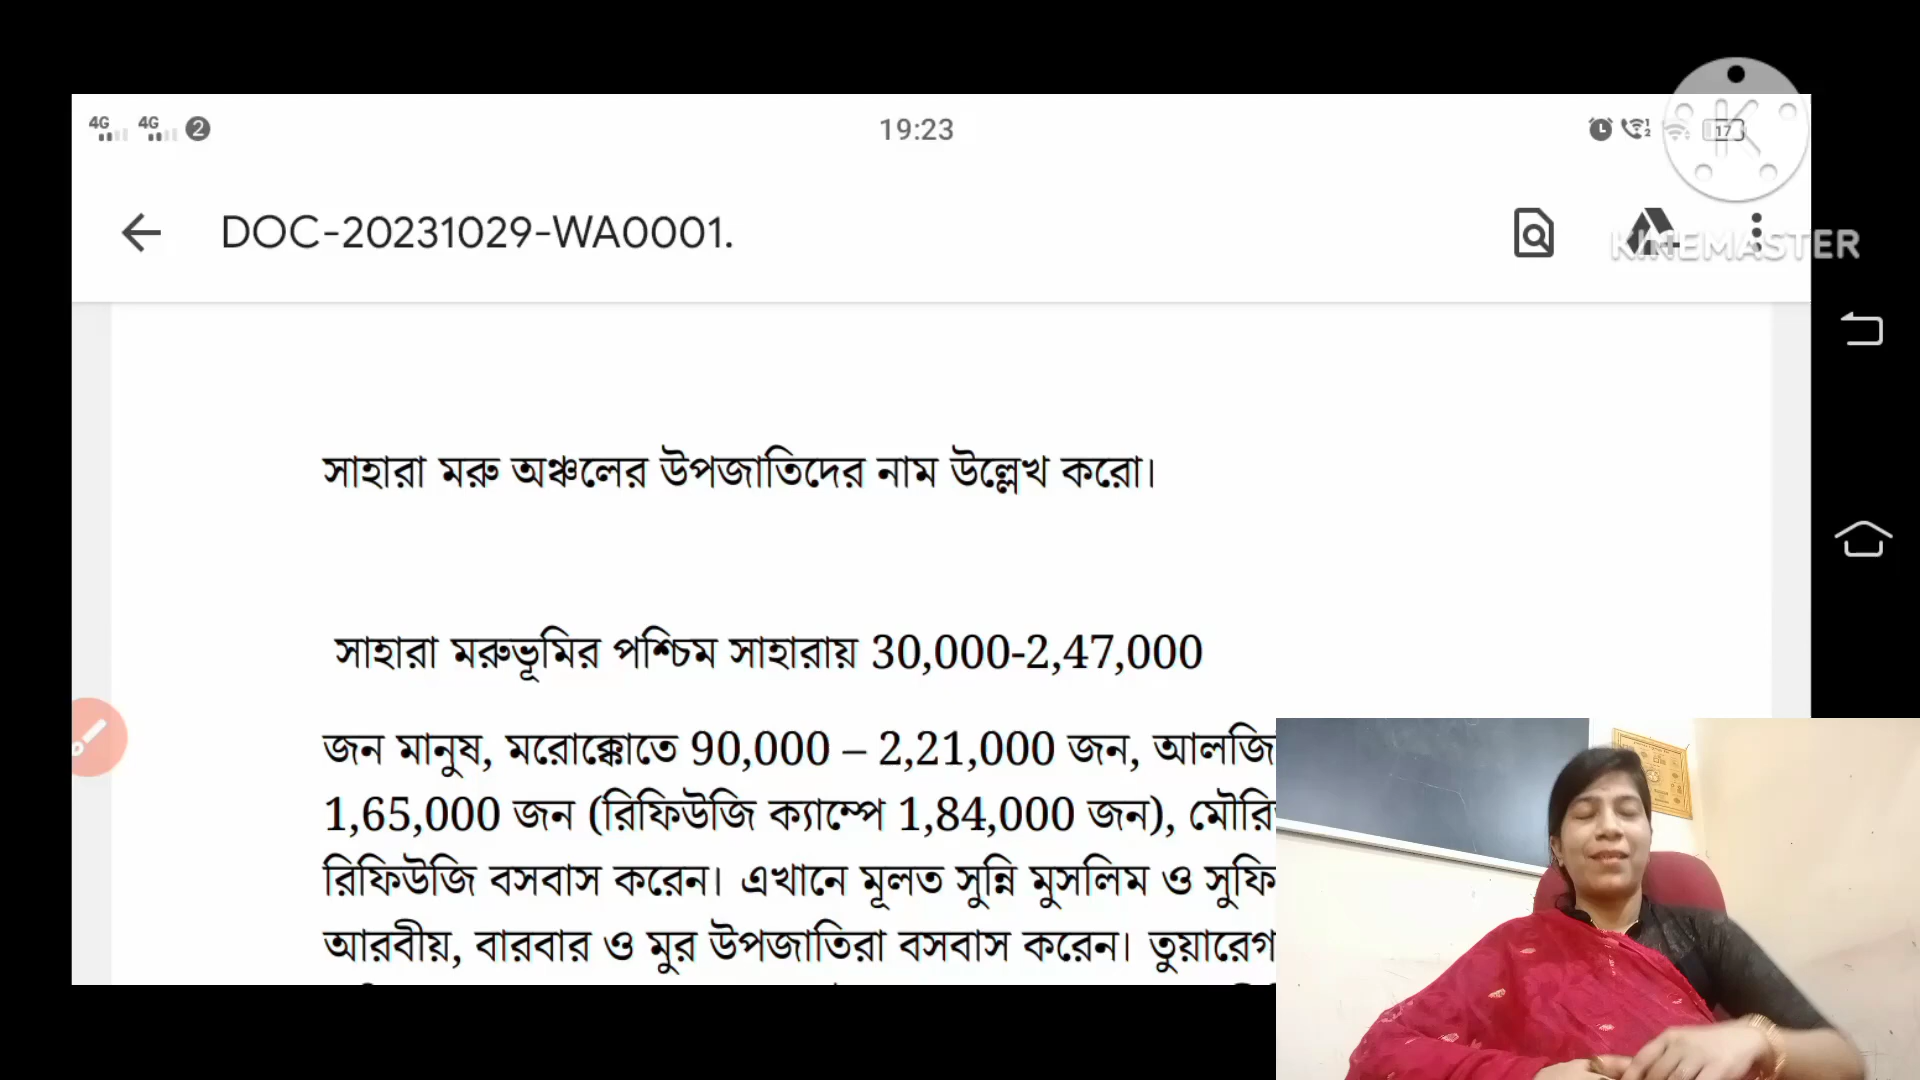 4G 4G 2 19:23 17
DOC-20231029-WA0001.
KINEMASTER
সাহারা মরু অঞ্চলের উপজাতিদের নাম উল্লেখ করো।
সাহারা মরুভূমির পশ্চিম সাহারায় 30,000-2,47,000
জন মানুষ, মরোক্কোতে 90,000 – 2,21,000 জন, আলজি
1,65,000 জন (রিফিউজি ক্যাম্পে 1,84,000 জন), মৌরি
রিফিউজি বসবাস করেন। এখানে মূলত সুন্নি মুসলিম ও সুফি
আরবীয়, বারবার ও মুর উপজাতিরা বসবাস করেন। তুয়ারেগ